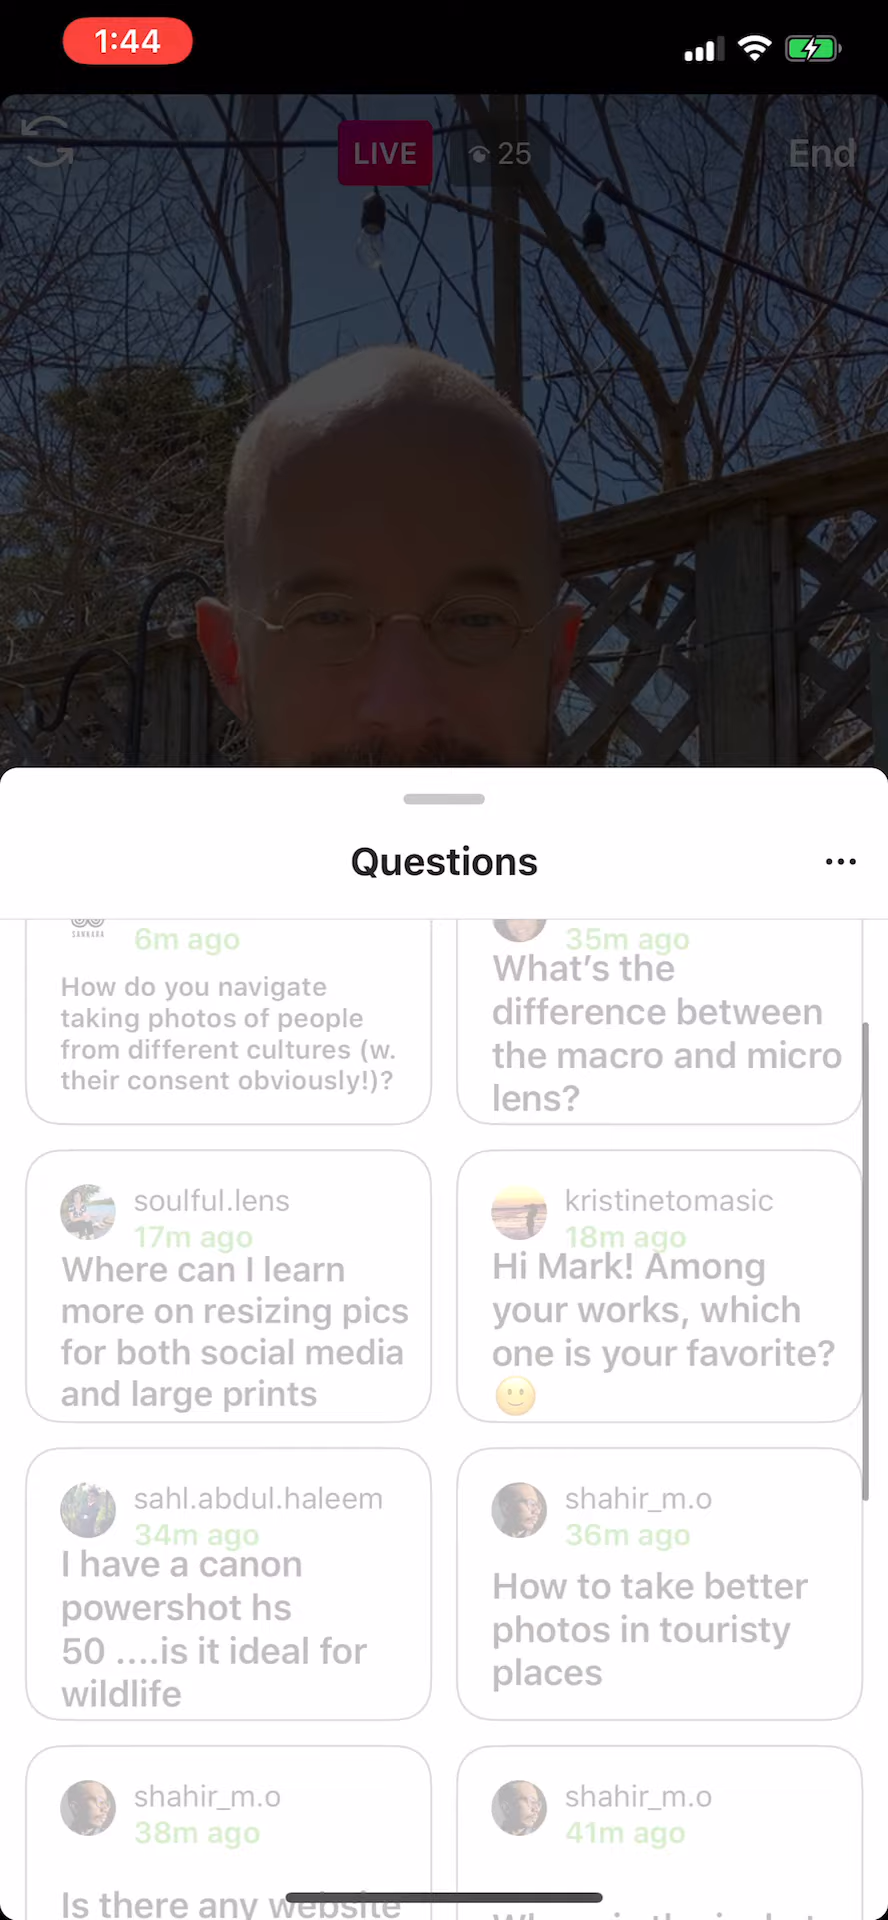 1:44
LIVE
25
End
Questions
SANKARA
6m ago
How do you navigate
taking photos of people
from different cultures (w.
their consent obviously!)?
35m ago
What's the
difference between
the macro and micro
lens?
soulful.lens
17m ago
Where can I learn
more on resizing pics
for both social media
and large prints
kristinetomasic
18m ago
Hi Mark! Among
your works, which
one is your favorite?
🙂
sahl.abdul.haleem
34m ago
I have a canon
powershot hs
50 ....is it ideal for
wildlife
shahir_m.o
36m ago
How to take better
photos in touristy
places
shahir_m.o
38m ago
Is there any website
shahir_m.o
41m ago